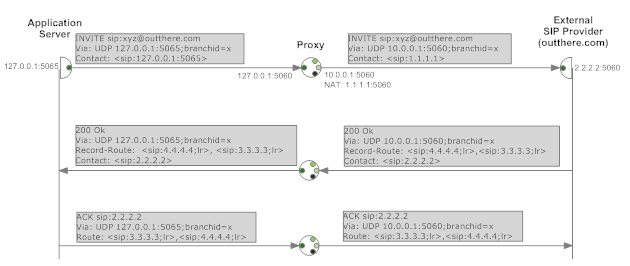 Application
Server
External
SIP Provider
(outthere.com)
Proxy
INVITE sip:xyz@outthere.com
Via: UDP 127.0.0.1:5065;branchid=x
Contact: <sip:127.0.0.1:5065>
INVITE sip:xyz@outthere.com
Via: UDP 10.0.0.1:5060;branchid=x
Contact: <sip:1.1.1.1>
127.0.0.1:5065
127.0.0.1:5060
10.0.0.1:5060
NAT: 1.1.1.1:5060
2.2.2.2:5060
200 Ok
Via: UDP 127.0.0.1:5065;branchid=x
Record-Route: <sip:4.4.4.4;lr>, <sip:3.3.3.3;lr>
Contact: <sip:2.2.2.2>
200 Ok
Via: UDP 10.0.0.1:5060;branchid=x
Record-Route: <sip:4.4.4.4;lr>,<sip:3.3.3.3;lr>
Contact: <sip:2.2.2.2>
ACK sip:2.2.2.2
Via: UDP 127.0.0.1:5065;branchid=x
Route: <sip:3.3.3.3;lr>,<sip:4.4.4.4;lr>
ACK sip:2.2.2.2
Via: UDP 10.0.0.1:5060;branchid=x
Route: <sip:3.3.3.3;lr>,<sip:4.4.4.4;lr>